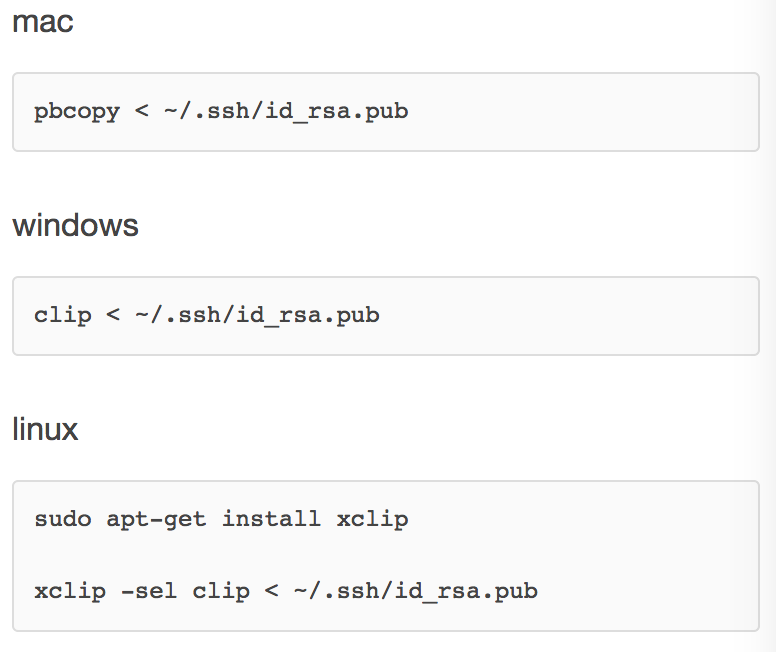 mac
pbcopy < ~/.ssh/id_rsa.pub
windows
clip < ~/.ssh/id_rsa.pub
linux
sudo apt-get install xclip
xclip -sel clip < ~/.ssh/id_rsa.pub